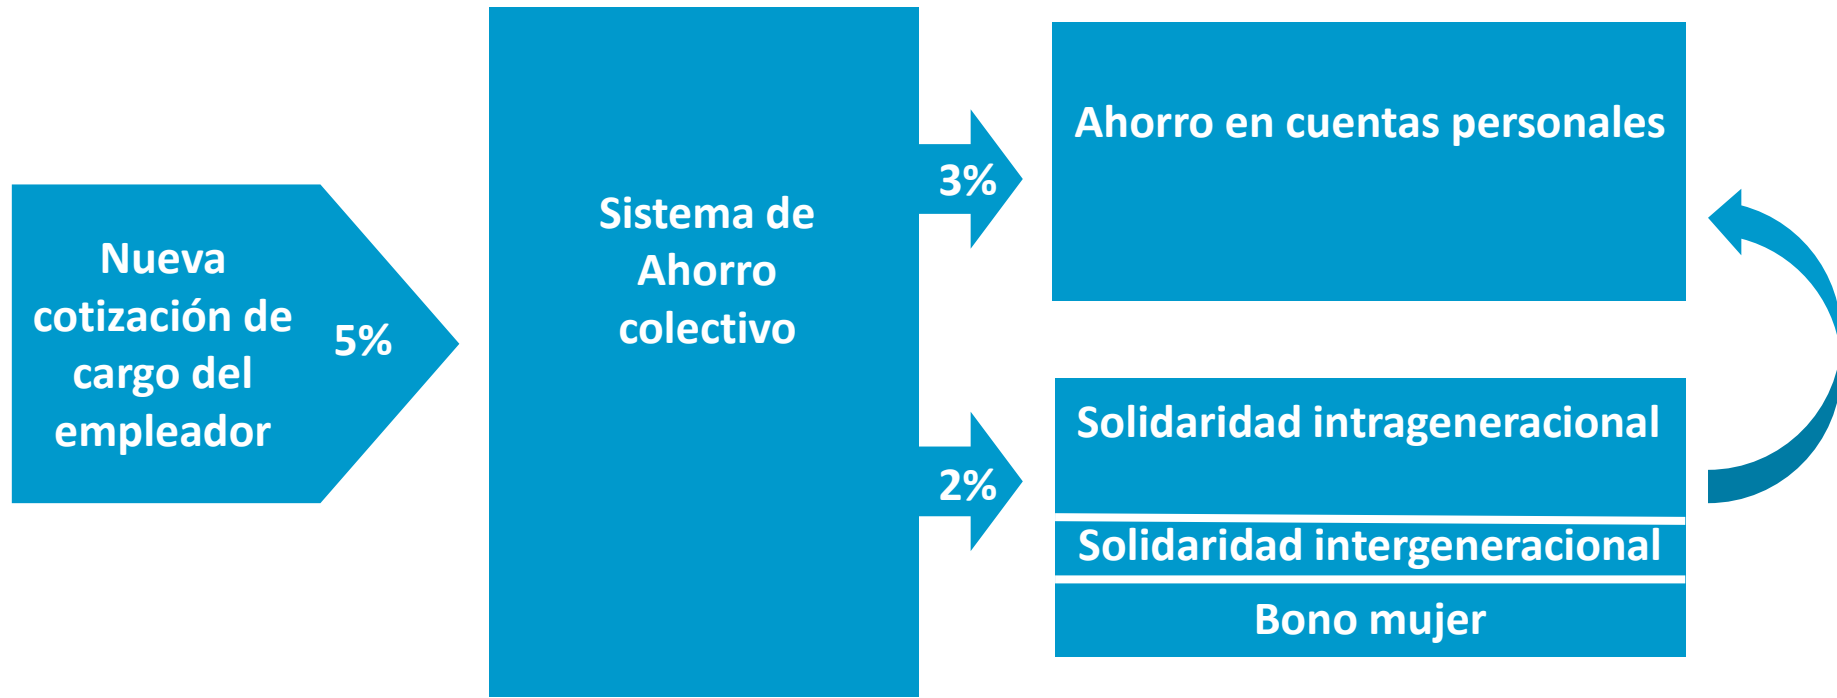 Nueva
cotización de
cargo del
empleador
5%
Sistema de
Ahorro
colectivo
3%
2%
Ahorro en cuentas personales
Solidaridad intrageneracional
Solidaridad intergeneracional
Bono mujer